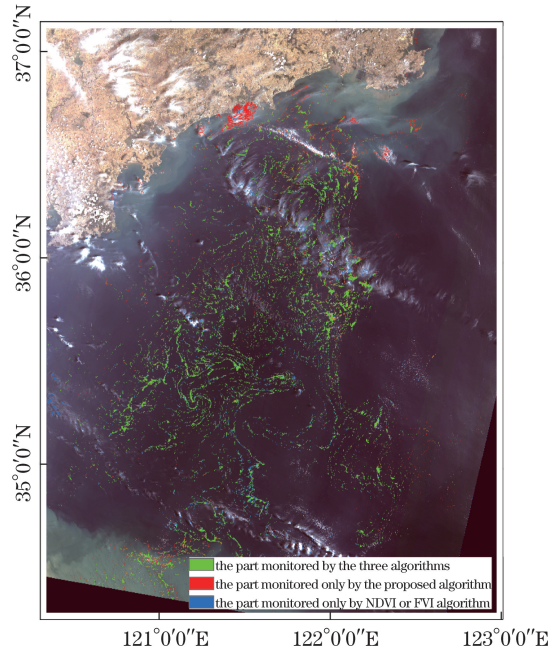 37°0′0″N
36°0′0″N
35°0′0″N
the part monitored by the three algorithms
the part monitored only by the proposed algorithm
the part monitored only by NDVI or FVI algorithm
121°0′0″E
122°0′0″E
123°0′0″E